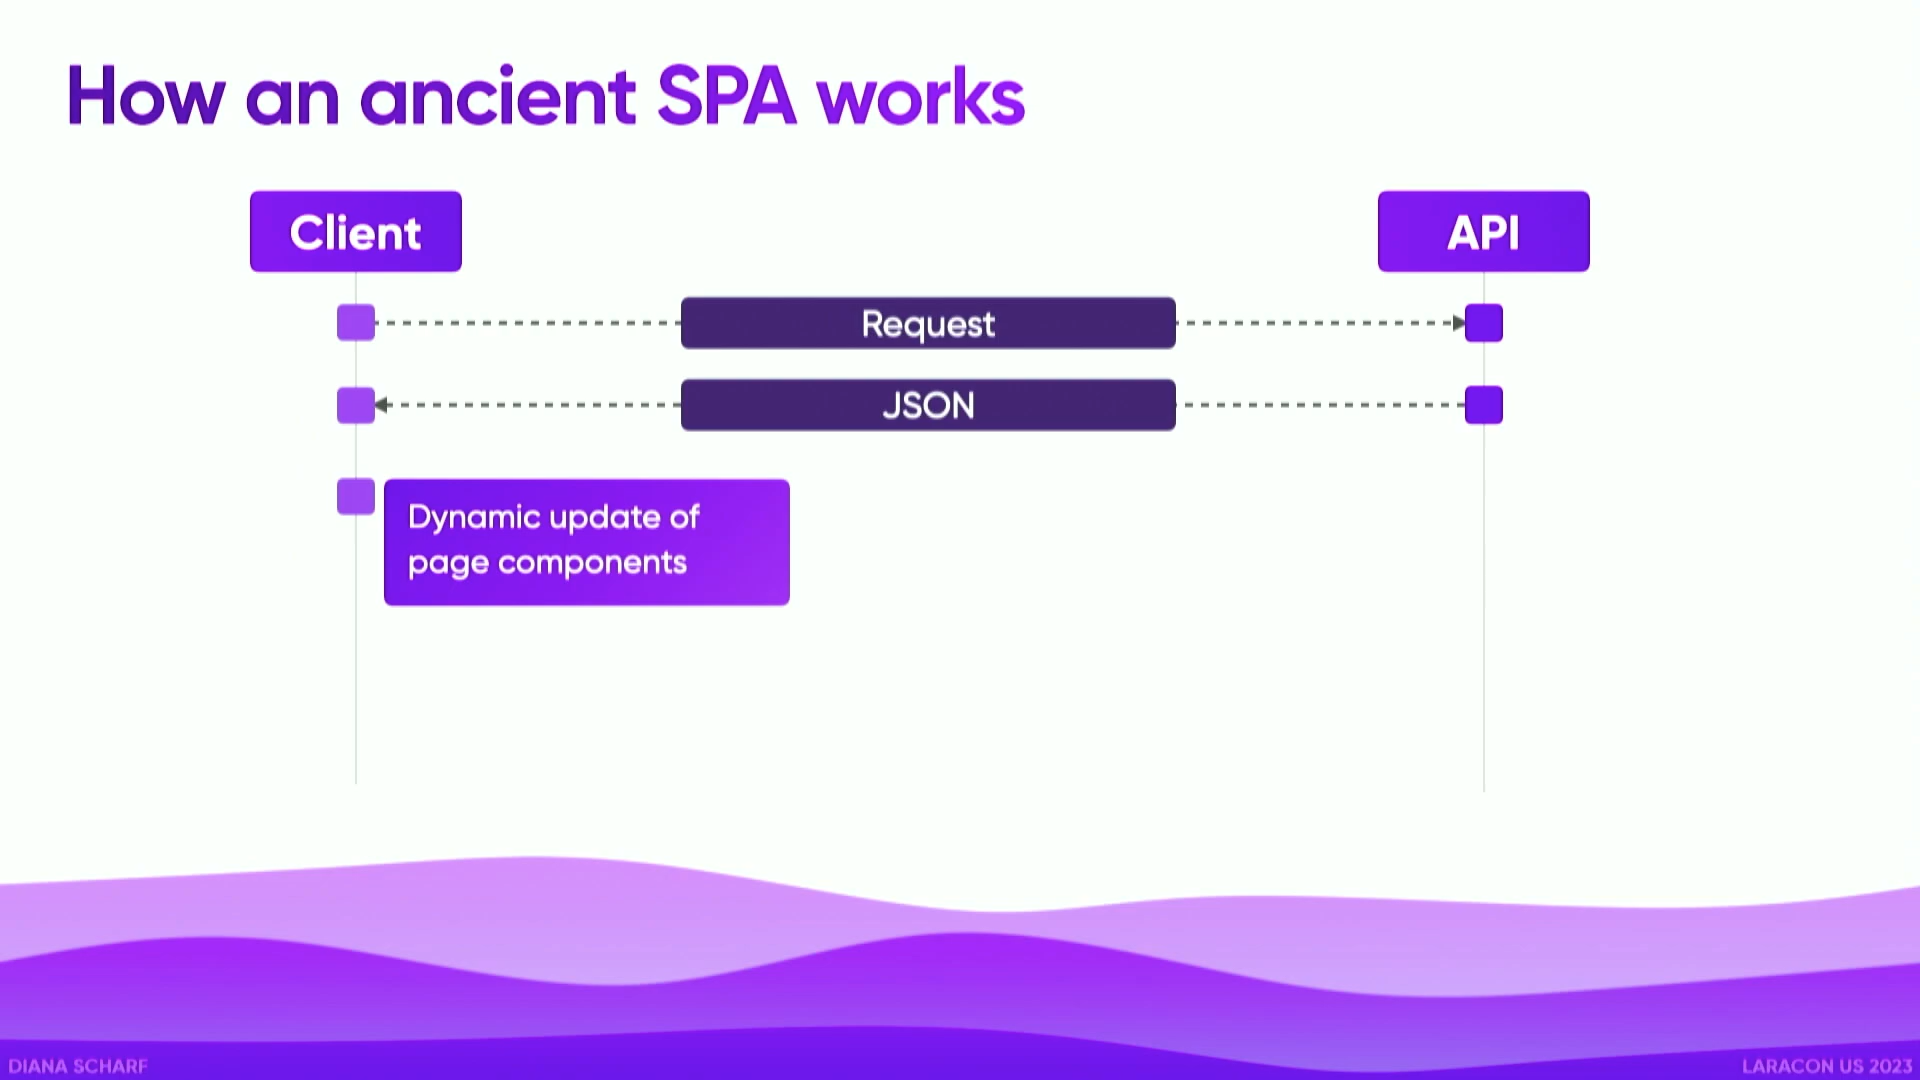 How an ancient SPA works
Client
API
Request
JSON
Dynamic update of
page components
DIANA SCHARF
LARACON US 2023